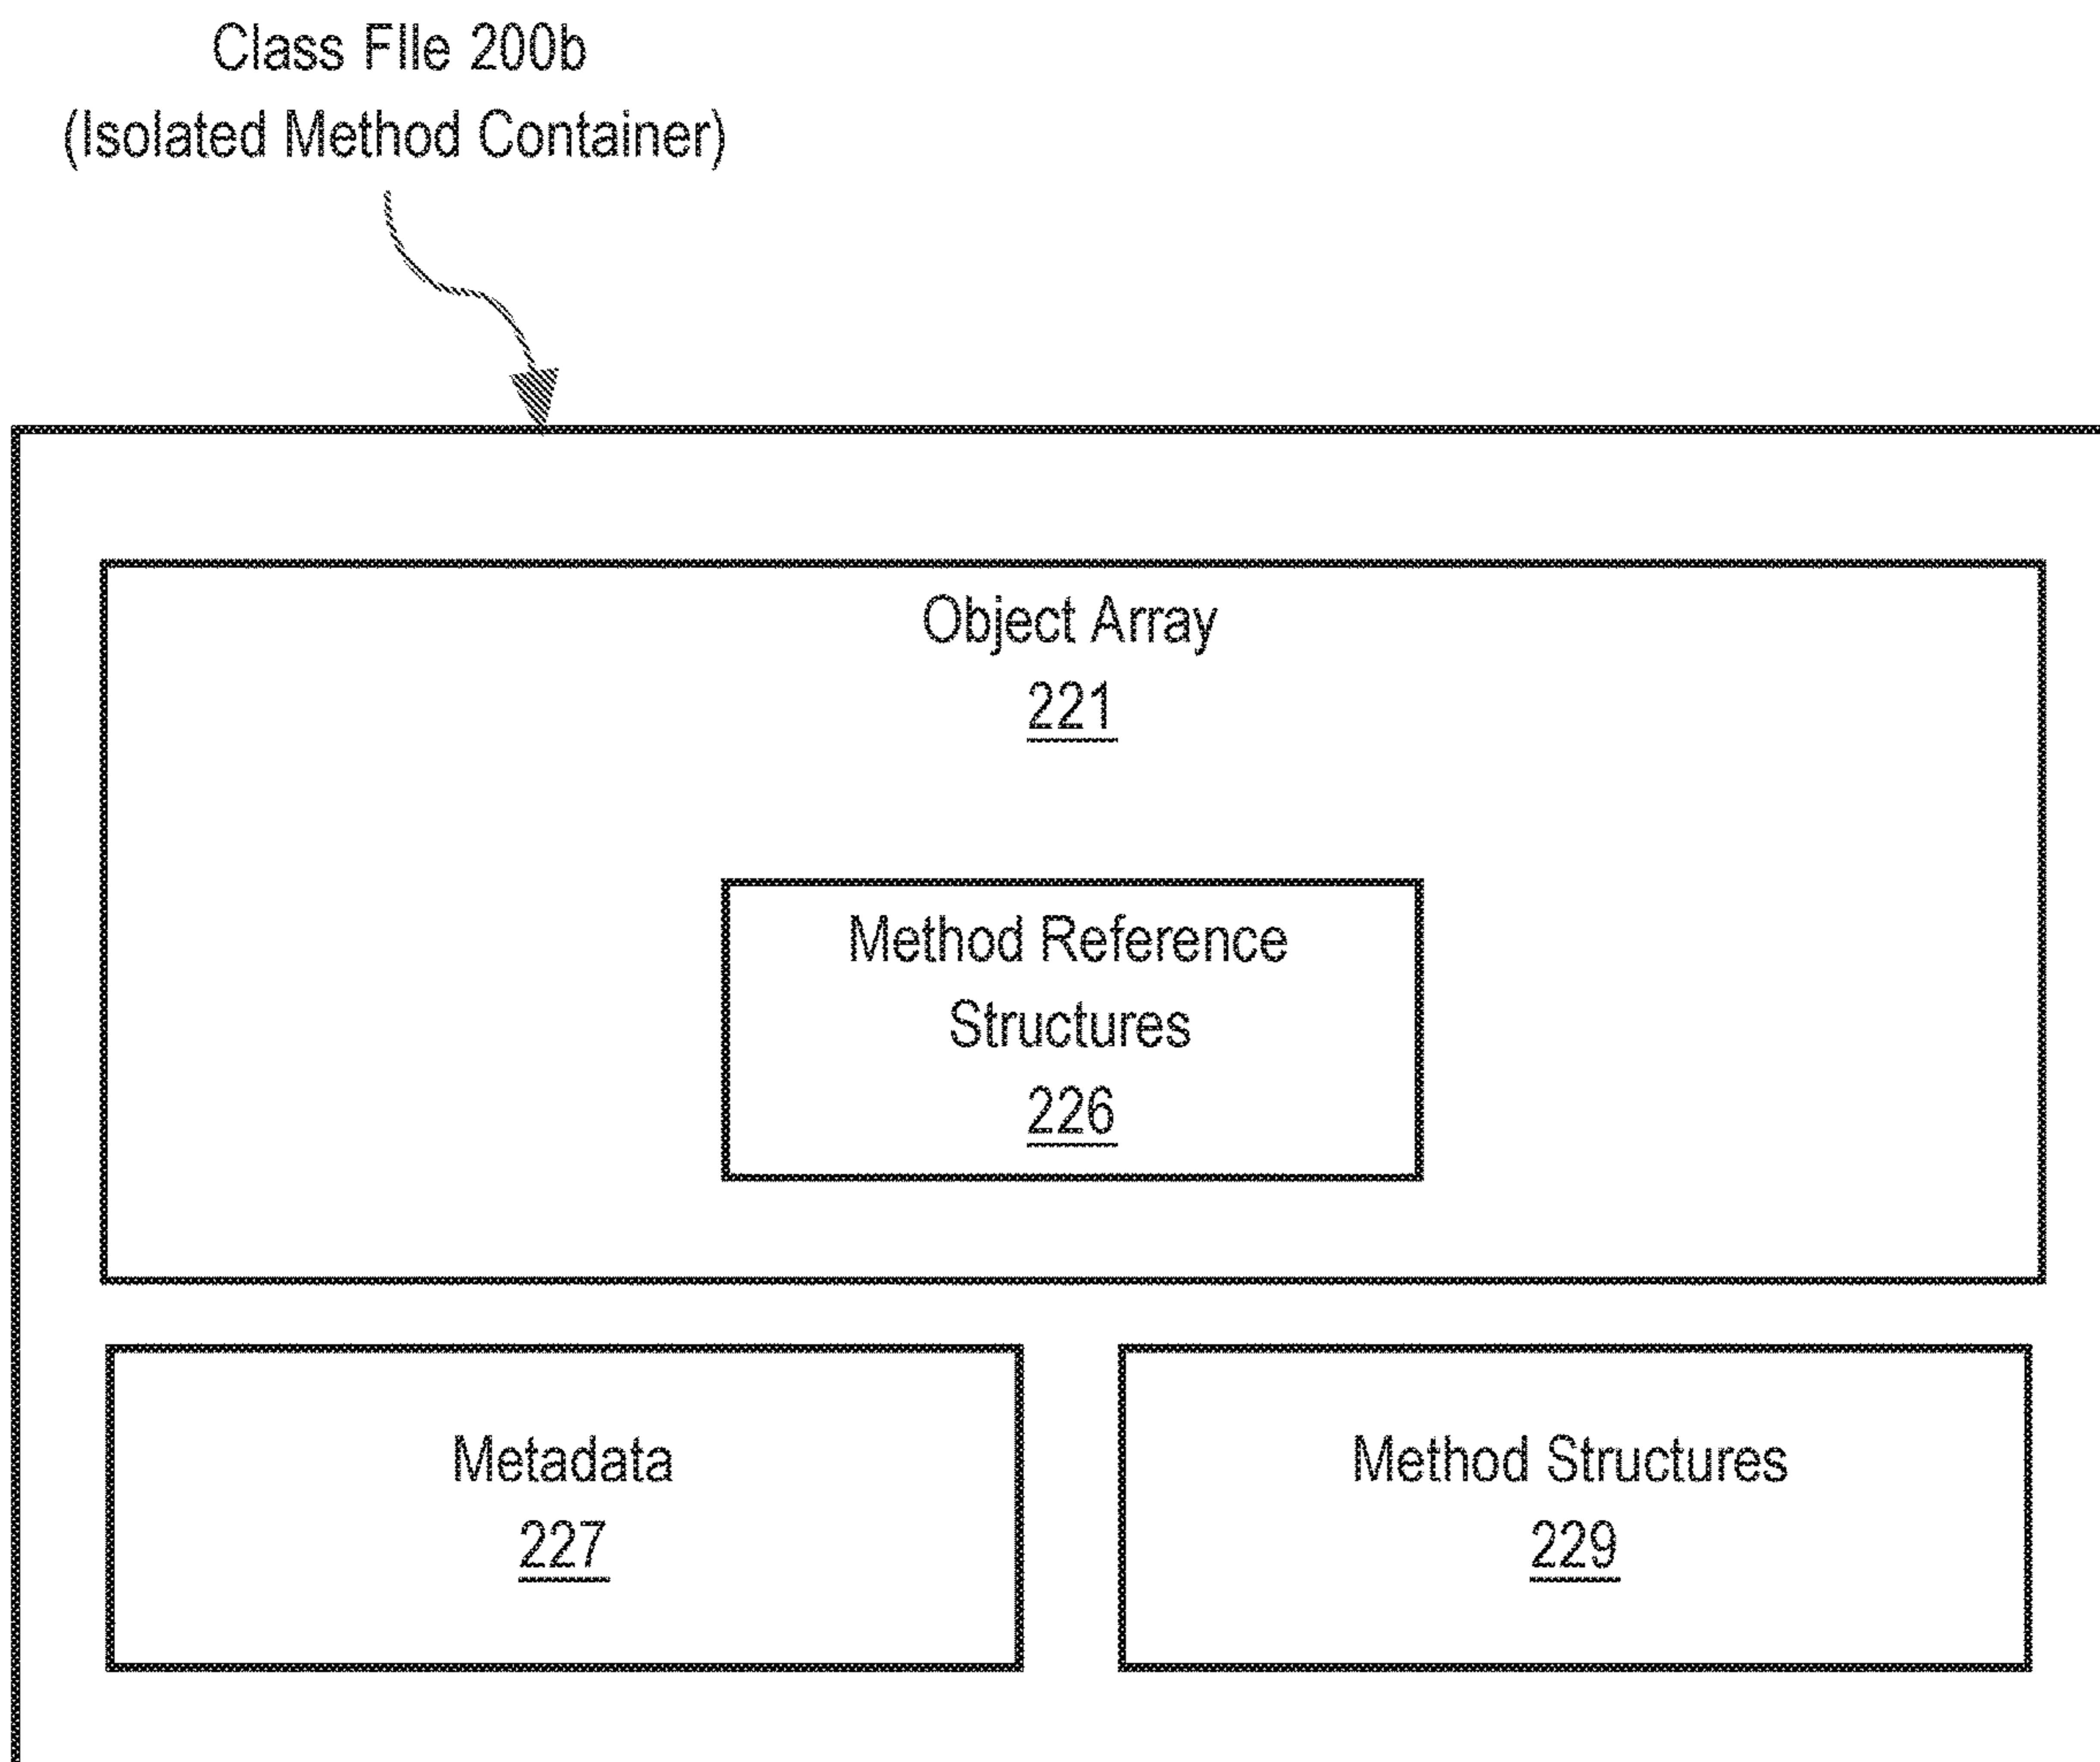 Class FIle 200b
(Isolated Method Container)
Object Array
221
Method Reference
Structures
226
Metadata
227
Method Structures
229